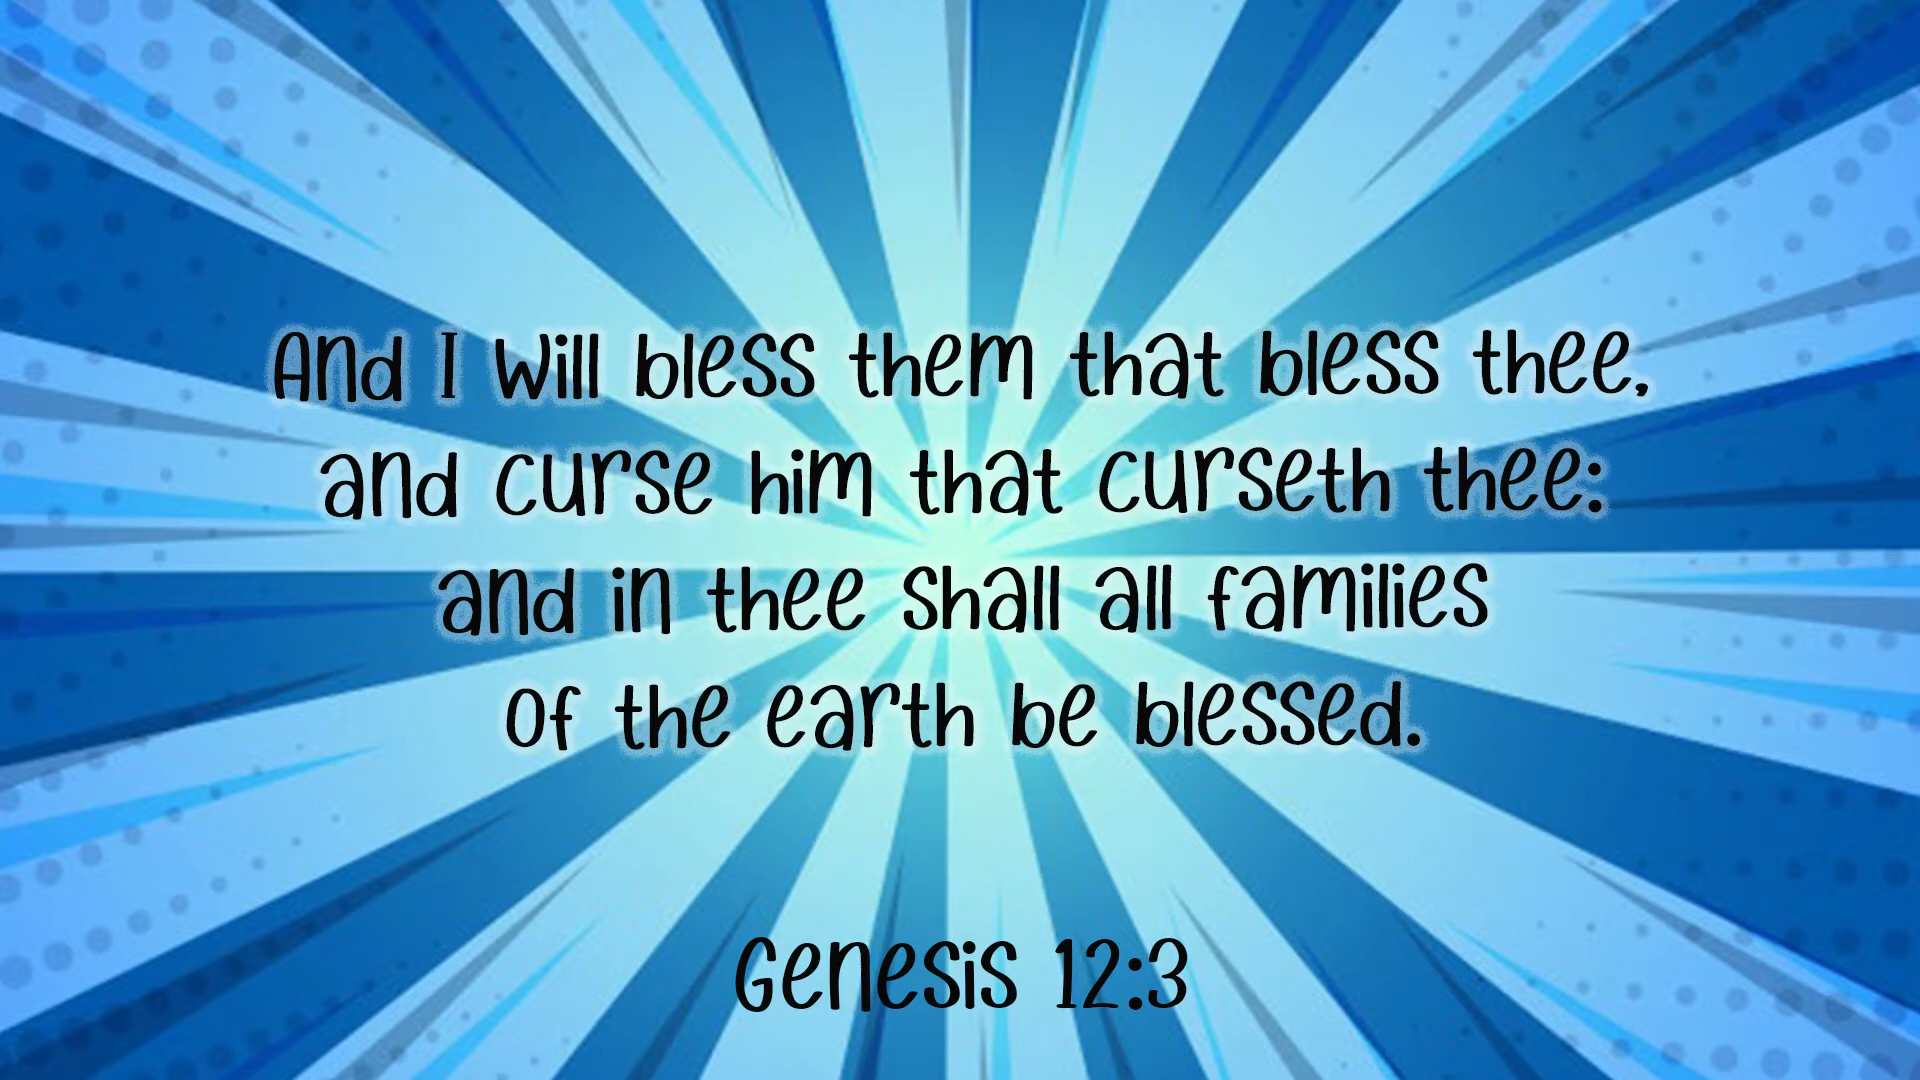 And I will bless them that bless thee,
and curse him that curseth thee:
and in thee shall all families
of the earth be blessed.
Genesis 12:3